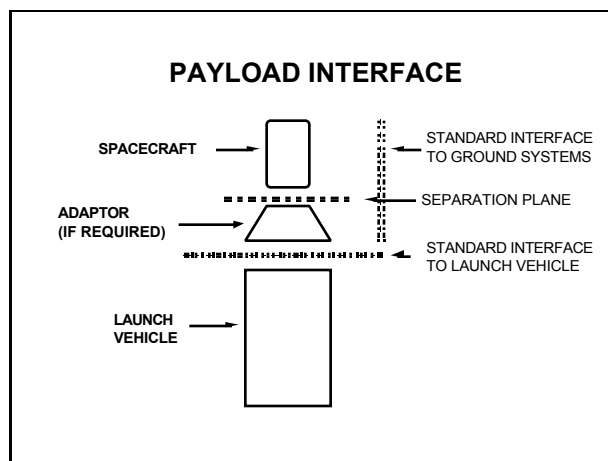 PAYLOAD INTERFACE
SPACECRAFT
STANDARD INTERFACE
TO GROUND SYSTEMS
SEPARATION PLANE
ADAPTOR
(IF REQUIRED)
STANDARD INTERFACE
TO LAUNCH VEHICLE
LAUNCH
VEHICLE